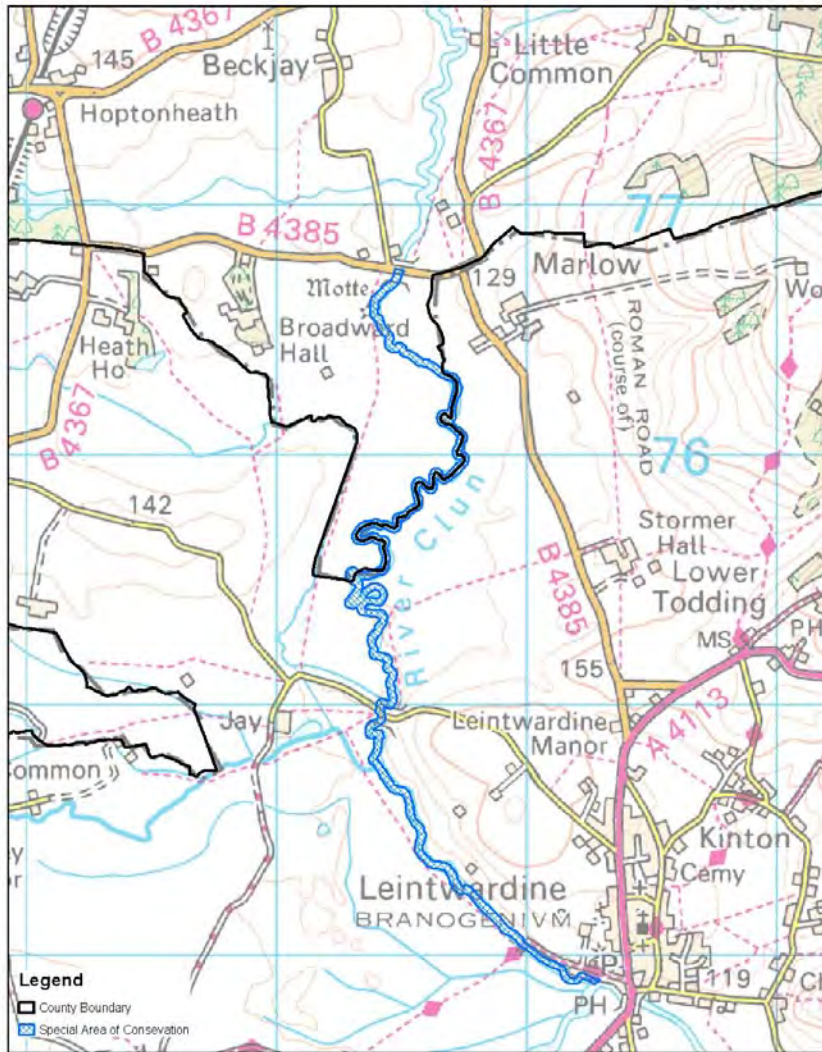 B 4367
145
Beckjay
Little
Common
Hoptonheath
B 4367
77
B 4385
Marlow
129
Motte
Broadward
Hall
Heath
Ho
ROMAN ROAD
(course of)
B 4367
76
142
River Clun
Stormer
Hall
B 4385
Lower
Todding
MS
PH
155
Jay
Leintwardine
Manor
A 4113
ommon
Kinton
Cemy
Leintwardine
BRANOGENIVM
Legend
County Boundary
Special Area of Consevation
119
PH